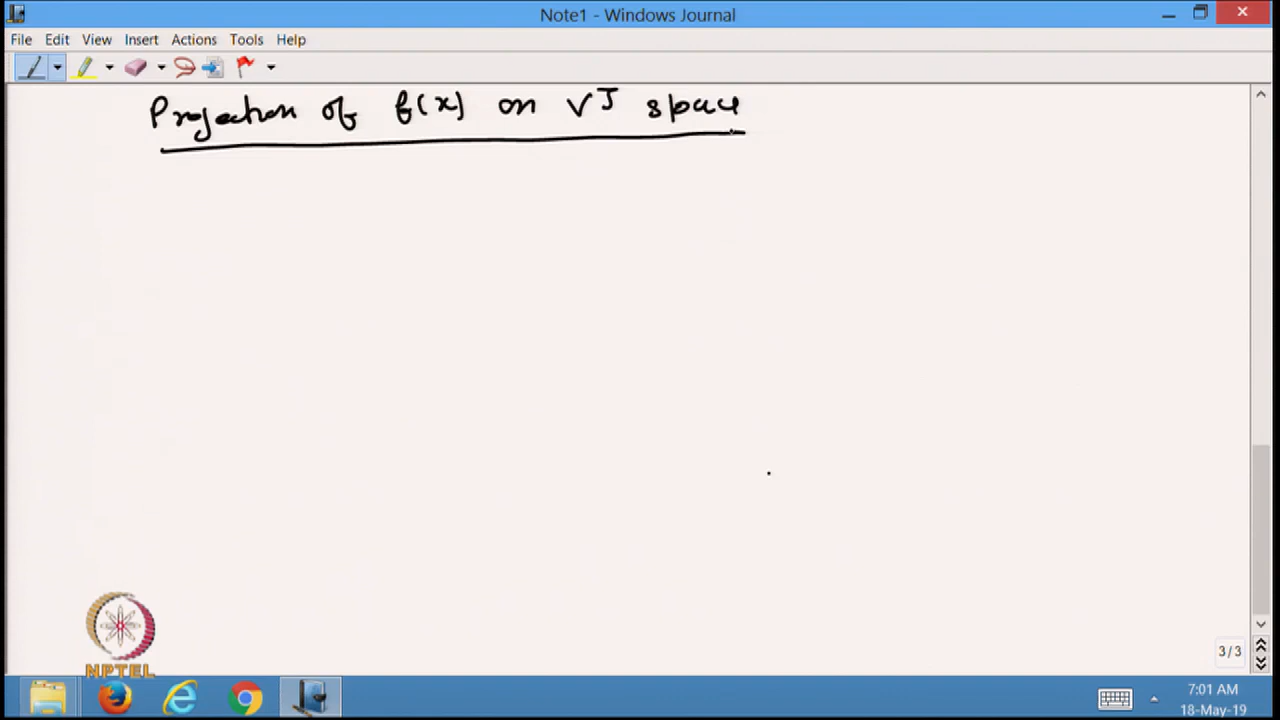 Note1 - Windows Journal
File Edit View Insert Actions Tools Help
Projection of f(x) on V^J space
NPTEL
3 / 3
7:01 AM
18-May-19